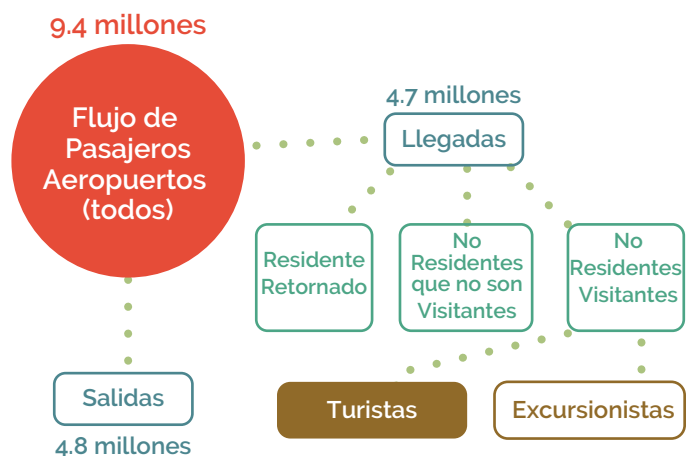 9.4 millones
Flujo de
Pasajeros
Aeropuertos
(todos)
4.7 millones
Llegadas
Residente
Retornado
No
Residentes
que no son
Visitantes
No
Residentes
Visitantes
Salidas
4.8 millones
Turistas
Excursionistas